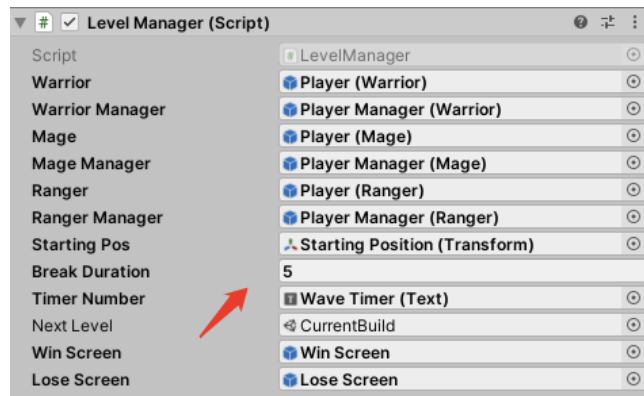 # Level Manager (Script)
Script LevelManager
Warrior Player (Warrior)
Warrior Manager Player Manager (Warrior)
Mage Player (Mage)
Mage Manager Player Manager (Mage)
Ranger Player (Ranger)
Ranger Manager Player Manager (Ranger)
Starting Pos Starting Position (Transform)
Break Duration 5
Timer Number Wave Timer (Text)
Next Level CurrentBuild
Win Screen Win Screen
Lose Screen Lose Screen